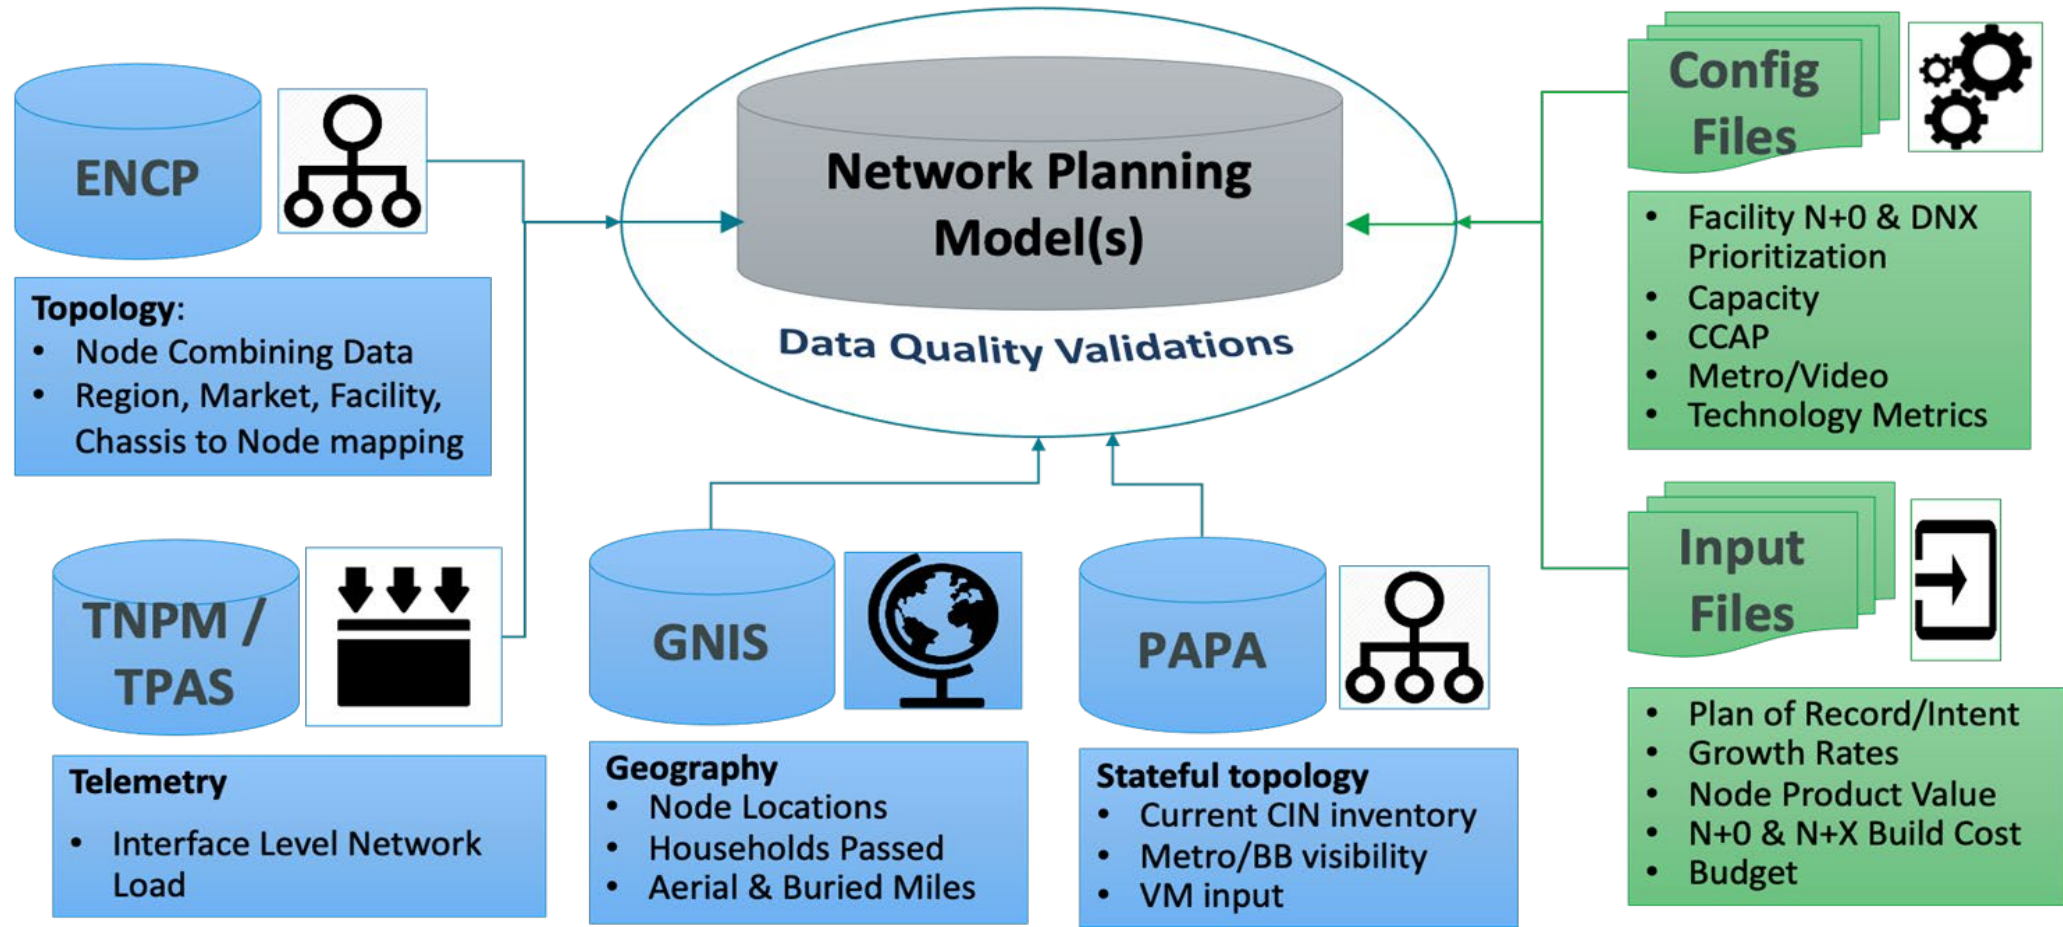 ENCP
Topology:
• Node Combining Data
• Region, Market, Facility,
Chassis to Node mapping
TNPM /
TPAS
Telemetry
• Interface Level Network
Load
Network Planning
Model(s)
Data Quality Validations
GNIS
Geography
• Node Locations
• Households Passed
• Aerial & Buried Miles
PAPA
Stateful topology
• Current CIN inventory
• Metro/BB visibility
• VM input
Config
Files
• Facility N+0 & DNX
Prioritization
• Capacity
• CCAP
• Metro/Video
• Technology Metrics
Input
Files
• Plan of Record/Intent
• Growth Rates
• Node Product Value
• N+0 & N+X Build Cost
• Budget